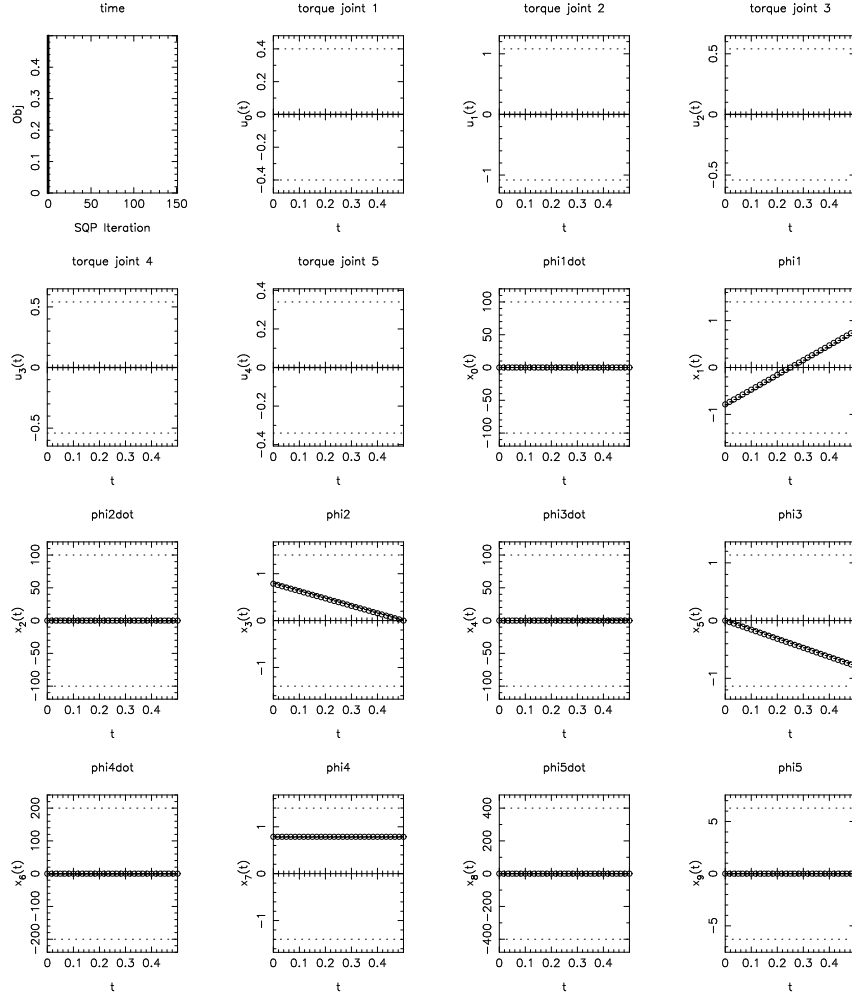 time
torque joint 1
torque joint 2
torque joint 3
Obj
0 0.1 0.2 0.3 0.4
0 50 100 150
SQP Iteration
u0(t)
−0.4 −0.2 0 0.2 0.4
0 0.1 0.2 0.3 0.4
t
u1(t)
−1 0 1
0 0.1 0.2 0.3 0.4
t
u2(t)
−0.5 0 0.5
0 0.1 0.2 0.3 0.4
t
torque joint 4
torque joint 5
phi1dot
phi1
u3(t)
−0.5 0 0.5
0 0.1 0.2 0.3 0.4
t
u4(t)
−0.4 −0.2 0 0.2 0.4
0 0.1 0.2 0.3 0.4
t
x0(t)
−100 −50 0 50 100
0 0.1 0.2 0.3 0.4
t
x1(t)
−1 0 1
0 0.1 0.2 0.3 0.4
t
phi2dot
phi2
phi3dot
phi3
x2(t)
−100 −50 0 50 100
0 0.1 0.2 0.3 0.4
t
x3(t)
−1 0 1
0 0.1 0.2 0.3 0.4
t
x4(t)
−100 −50 0 50 100
0 0.1 0.2 0.3 0.4
t
x5(t)
−1 0 1
0 0.1 0.2 0.3 0.4
t
phi4dot
phi4
phi5dot
phi5
x6(t)
−200 −100 0 100 200
0 0.1 0.2 0.3 0.4
t
x7(t)
−1 0 1
0 0.1 0.2 0.3 0.4
t
x8(t)
−400 −200 0 200 400
0 0.1 0.2 0.3 0.4
t
x9(t)
−5 0 5
0 0.1 0.2 0.3 0.4
t